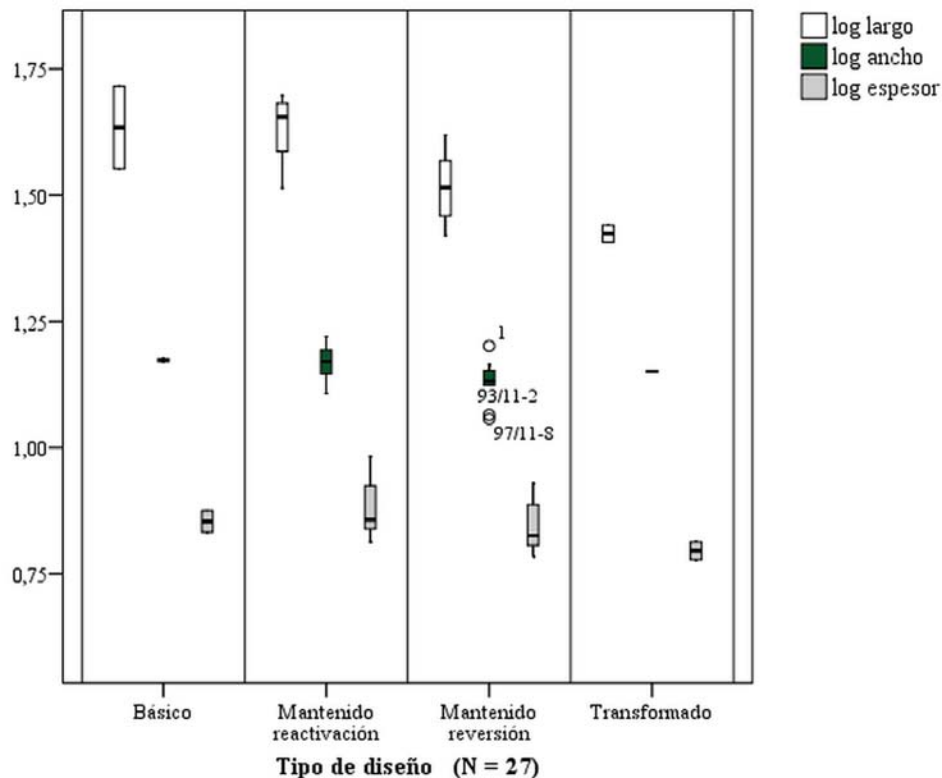 log largo
log ancho
log espesor
1,75
1,50
1,25
1,00
0,75
1
93/11-2
97/11-8
Básico
Mantenido
reactivación
Mantenido
reversión
Transformado
Tipo de diseño (N = 27)